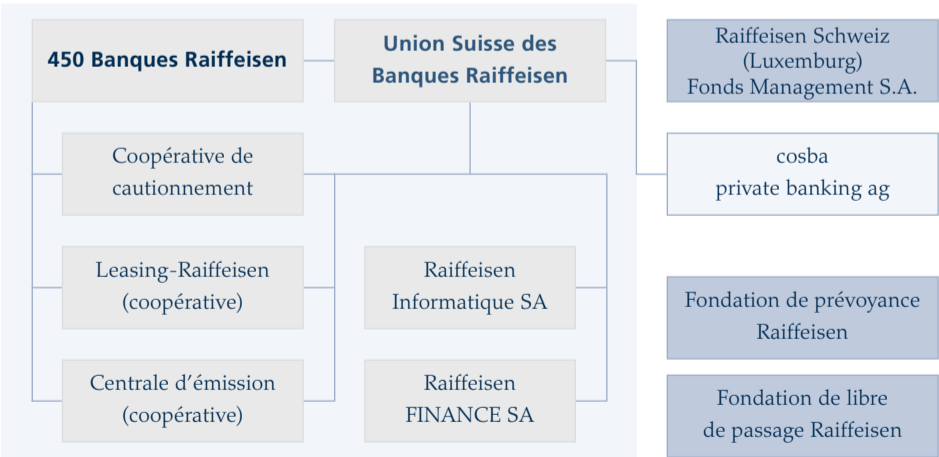 450 Banques Raiffeisen
Union Suisse des
Banques Raiffeisen
Raiffeisen Schweiz
(Luxemburg)
Fonds Management S.A.
Coopérative de
cautionnement
cosba
private banking ag
Leasing-Raiffeisen
(coopérative)
Raiffeisen
Informatique SA
Fondation de prévoyance
Raiffeisen
Centrale d’émission
(coopérative)
Raiffeisen
FINANCE SA
Fondation de libre
de passage Raiffeisen